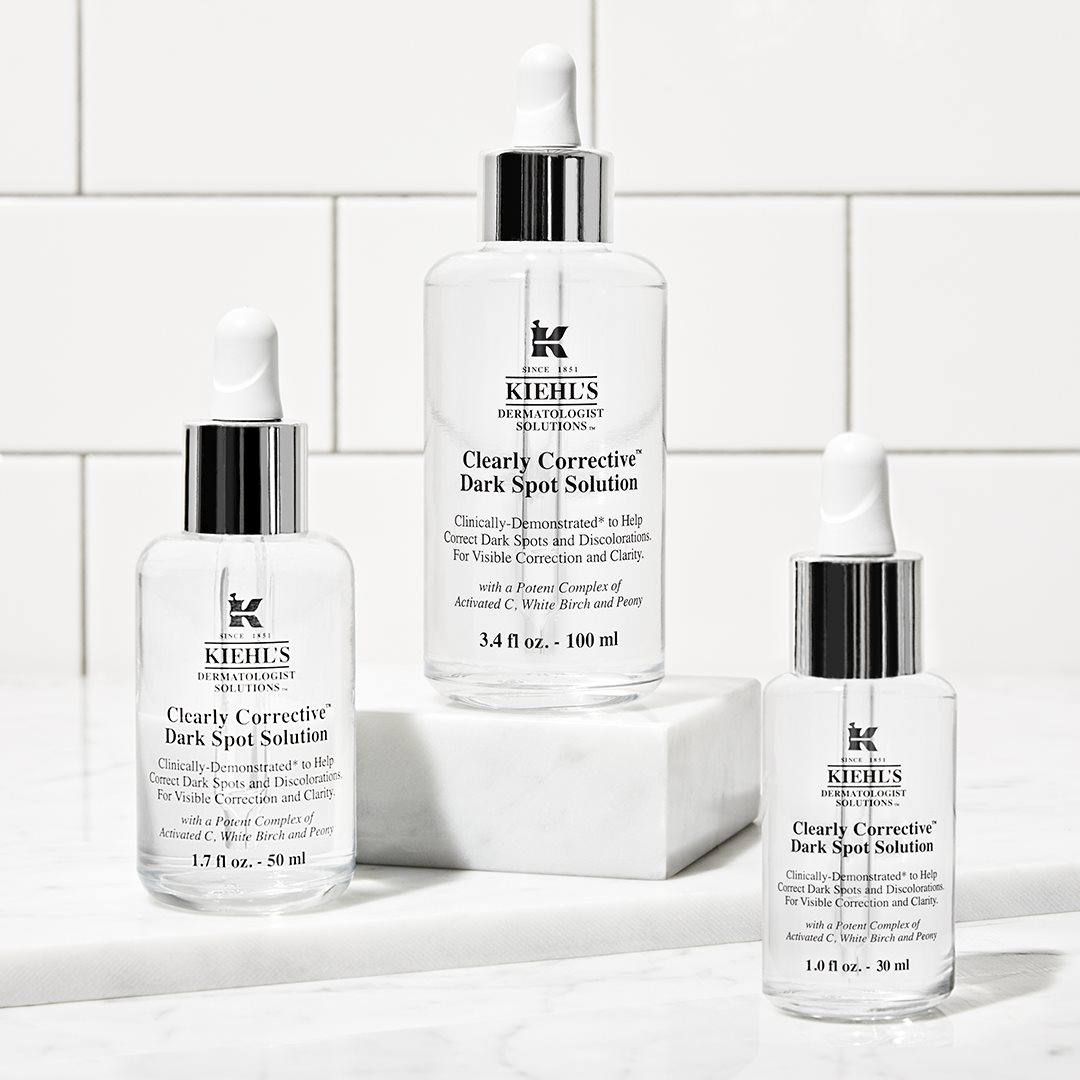 K
SINCE 1851
KIEHL'S
DERMATOLOGIST
SOLUTIONS™
Clearly Corrective™
Dark Spot Solution
Clinically-Demonstrated* to Help
Correct Dark Spots and Discolorations.
For Visible Correction and Clarity.
with a Potent Complex of
Activated C, White Birch and Peony
1.7 fl oz. - 50 ml
K
SINCE 1851
KIEHL'S
DERMATOLOGIST
SOLUTIONS™
Clearly Corrective™
Dark Spot Solution
Clinically-Demonstrated* to Help
Correct Dark Spots and Discolorations.
For Visible Correction and Clarity.
with a Potent Complex of
Activated C, White Birch and Peony
3.4 fl oz. - 100 ml
K
SINCE 1851
KIEHL'S
DERMATOLOGIST
SOLUTIONS™
Clearly Corrective™
Dark Spot Solution
Clinically-Demonstrated* to Help
Correct Dark Spots and Discolorations.
For Visible Correction and Clarity.
with a Potent Complex of
Activated C, White Birch and Peony
1.0 fl oz. - 30 ml